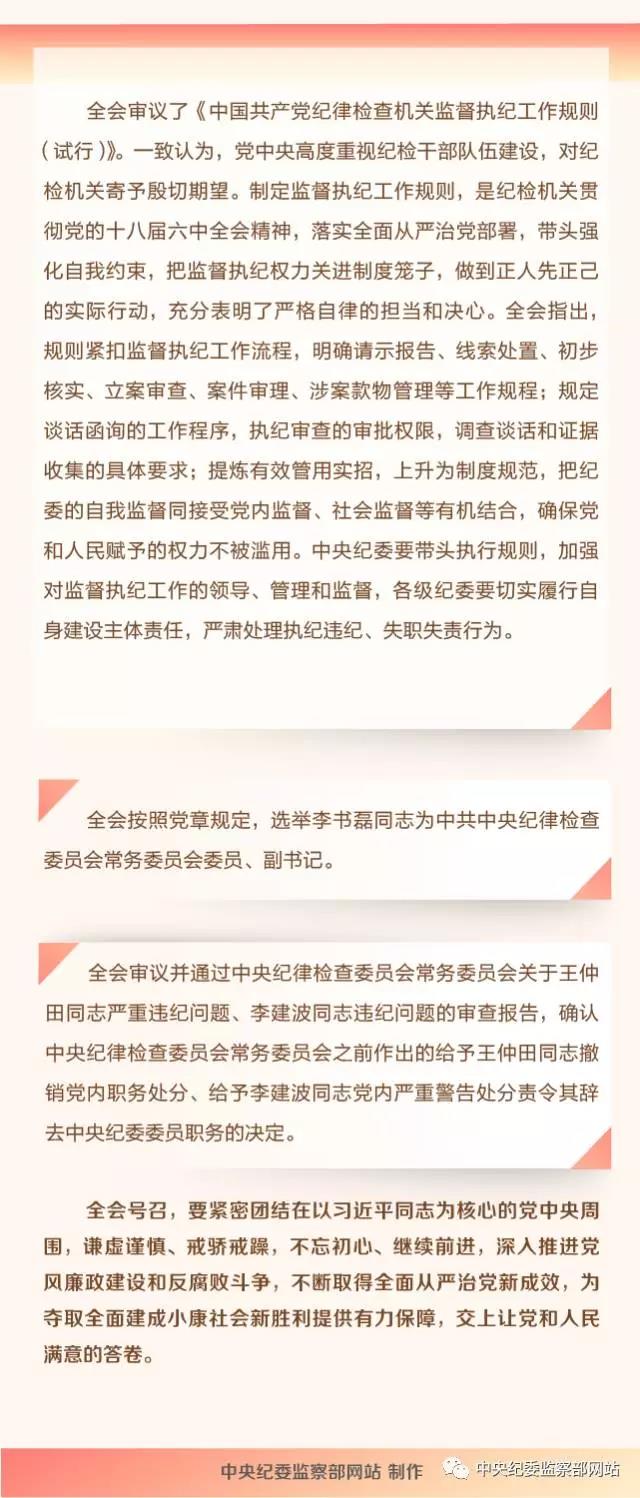 全会审议了《中国共产党纪律检查机关监督执纪工作规则
（试行）》。一致认为，党中央高度重视纪检干部队伍建设，对纪
检机关寄予殷切期望。制定监督执纪工作规则，是纪检机关贯
彻党的十八届六中全会精神，落实全面从严治党部署，带头强
化自我约束，把监督执纪权力关进制度笼子，做到正人先正己
的实际行动，充分表明了严格自律的担当和决心。全会指出，
规则紧扣监督执纪工作流程，明确请示报告、线索处置、初步
核实、立案审查、案件审理、涉案款物管理等工作规程；规定
谈话函询的工作程序，执纪审查的审批权限，调查谈话和证据
收集的具体要求；提炼有效管用实招，上升为制度规范，把纪
委的自我监督同接受党内监督、社会监督等有机结合，确保党
和人民赋予的权力不被滥用。中央纪委要带头执行规则，加强
对监督执纪工作的领导、管理和监督，各级纪委要切实履行自
身建设主体责任，严肃处理执纪违纪、失职失责行为。
全会按照党章规定，选举李书磊同志为中共中央纪律检查
委员会常务委员会委员、副书记。
全会审议并通过中央纪律检查委员会常务委员会关于王仲
田同志严重违纪问题、李建波同志违纪问题的审查报告，确认
中央纪律检查委员会常务委员会之前作出的给予王仲田同志撤
销党内职务处分、给予李建波同志党内严重警告处分责令其辞
去中央纪委委员职务的决定。
全会号召，要紧密团结在以习近平同志为核心的党中央周
围，谦虚谨慎、戒骄戒躁，不忘初心、继续前进，深入推进党
风廉政建设和反腐败斗争，不断取得全面从严治党新成效，为
夺取全面建成小康社会新胜利提供有力保障，交上让党和人民
满意的答卷。
中央纪委监察部网站 制作 中央纪委监察部网站